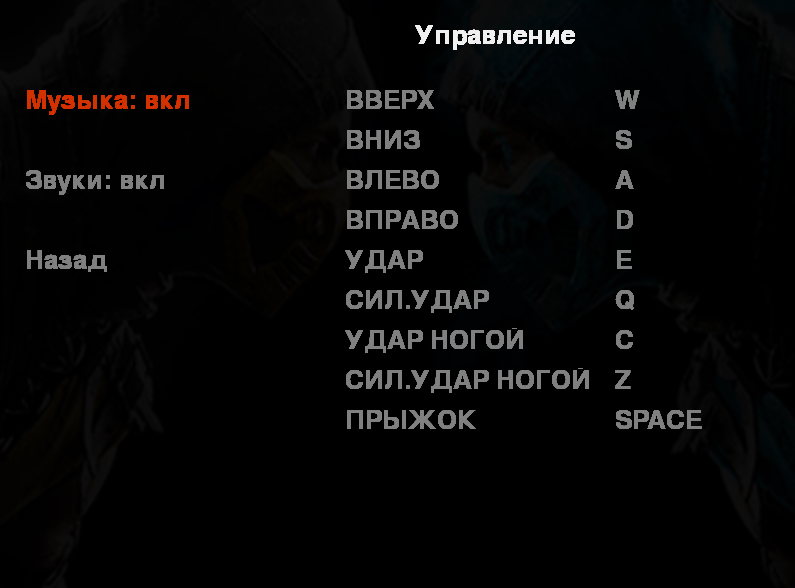 Управление
Музыка: вкл ВВЕРХ W
ВНИЗ S
Звуки: вкл ВЛЕВО A
ВПРАВО D
Назад УДАР E
СИЛ.УДАР Q
УДАР НОГОЙ C
СИЛ.УДАР НОГОЙ Z
ПРЫЖОК SPACE